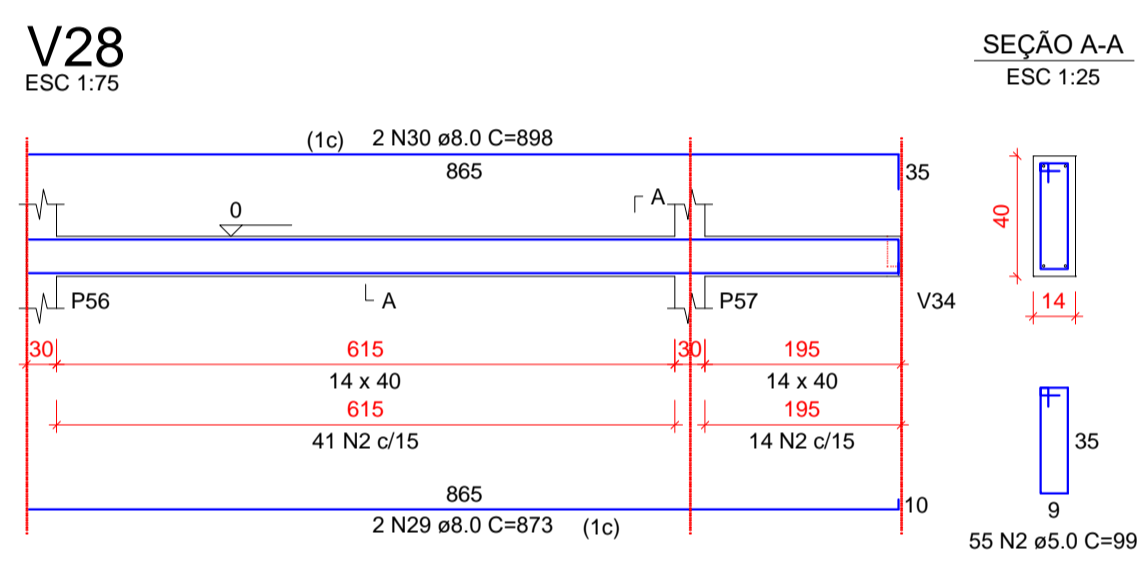 V28
ESC 1:75
SEÇÃO A-A
ESC 1:25
(1c) 2 N30 ø8.0 C=898
865
35
A
0
40
A
P56
P57
V34
14
30
615
30
195
14 x 40
14 x 40
615
195
41 N2 c/15
14 N2 c/15
35
865
10
9
2 N29 ø8.0 C=873 (1c)
55 N2 ø5.0 C=99